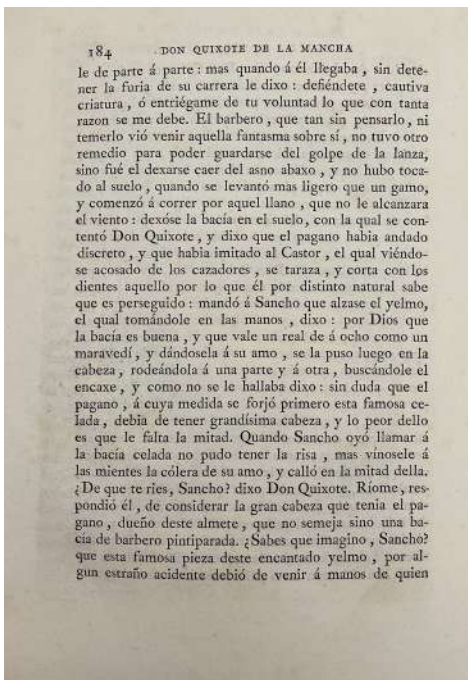 184 DON QUIXOTE DE LA MANCHA
le de parte á parte : mas quando á él llegaba , sin dete-
ner la furia de su carrera le dixo : defiéndete , cautiva
criatura , ó entriégame de tu voluntad lo que con tanta
razon se me debe. El barbero , que tan sin pensarlo , ni
temerlo vió venir aquella fantasma sobre sí , no tuvo otro
remedio para poder guardarse del golpe de la lanza,
sino fué el dexarse caer del asno abaxo , y no hubo toca-
do al suelo , quando se levantó mas ligero que un gamo,
y comenzó á correr por aquel llano , que no le alcanzara
el viento : dexóse la bacía en el suelo, con la qual se con-
tentó Don Quixote , y dixo que el pagano habia andado
discreto , y que habia imitado al Castor , el qual viéndo-
se acosado de los cazadores , se taraza , y corta con los
dientes aquello por lo que él por distinto natural sabe
que es perseguido : mandó á Sancho que alzase el yelmo,
el qual tomándole en las manos , dixo : por Dios que
la bacía es buena , y que vale un real de á ocho como un
maravedí , y dándosela á su amo , se la puso luego en la
cabeza , rodeándola á una parte y á otra , buscándole el
encaxe , y como no se le hallaba dixo : sin duda que el
pagano , á cuya medida se forjó primero esta famosa ce-
lada , debia de tener grandísima cabeza , y lo peor dello
es que le falta la mitad. Quando Sancho oyó llamar á
la bacía celada no pudo tener la risa , mas vínosele á
las mientes la cólera de su amo , y calló en la mitad della.
¿De que te ries, Sancho? dixo Don Quixote. Ríome, res-
pondió él , de considerar la gran cabeza que tenia el pa-
gano , dueño deste almete , que no semeja sino una ba-
cía de barbero pintiparada. ¿Sabes que imagino , Sancho?
que esta famosa pieza deste encantado yelmo , por al-
gun estraño acidente debió de venir á manos de quien